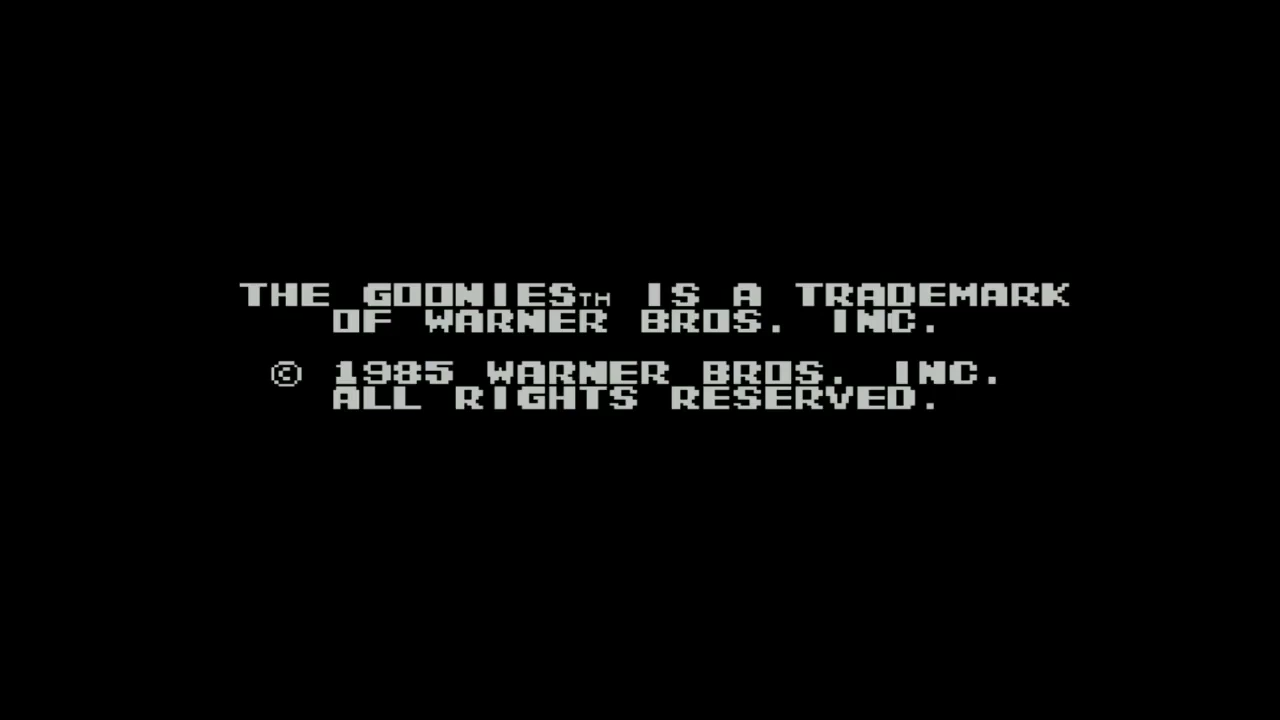 THE GOONIES™ IS A TRADEMARK
OF WARNER BROS. INC.
© 1985 WARNER BROS. INC.
ALL RIGHTS RESERVED.